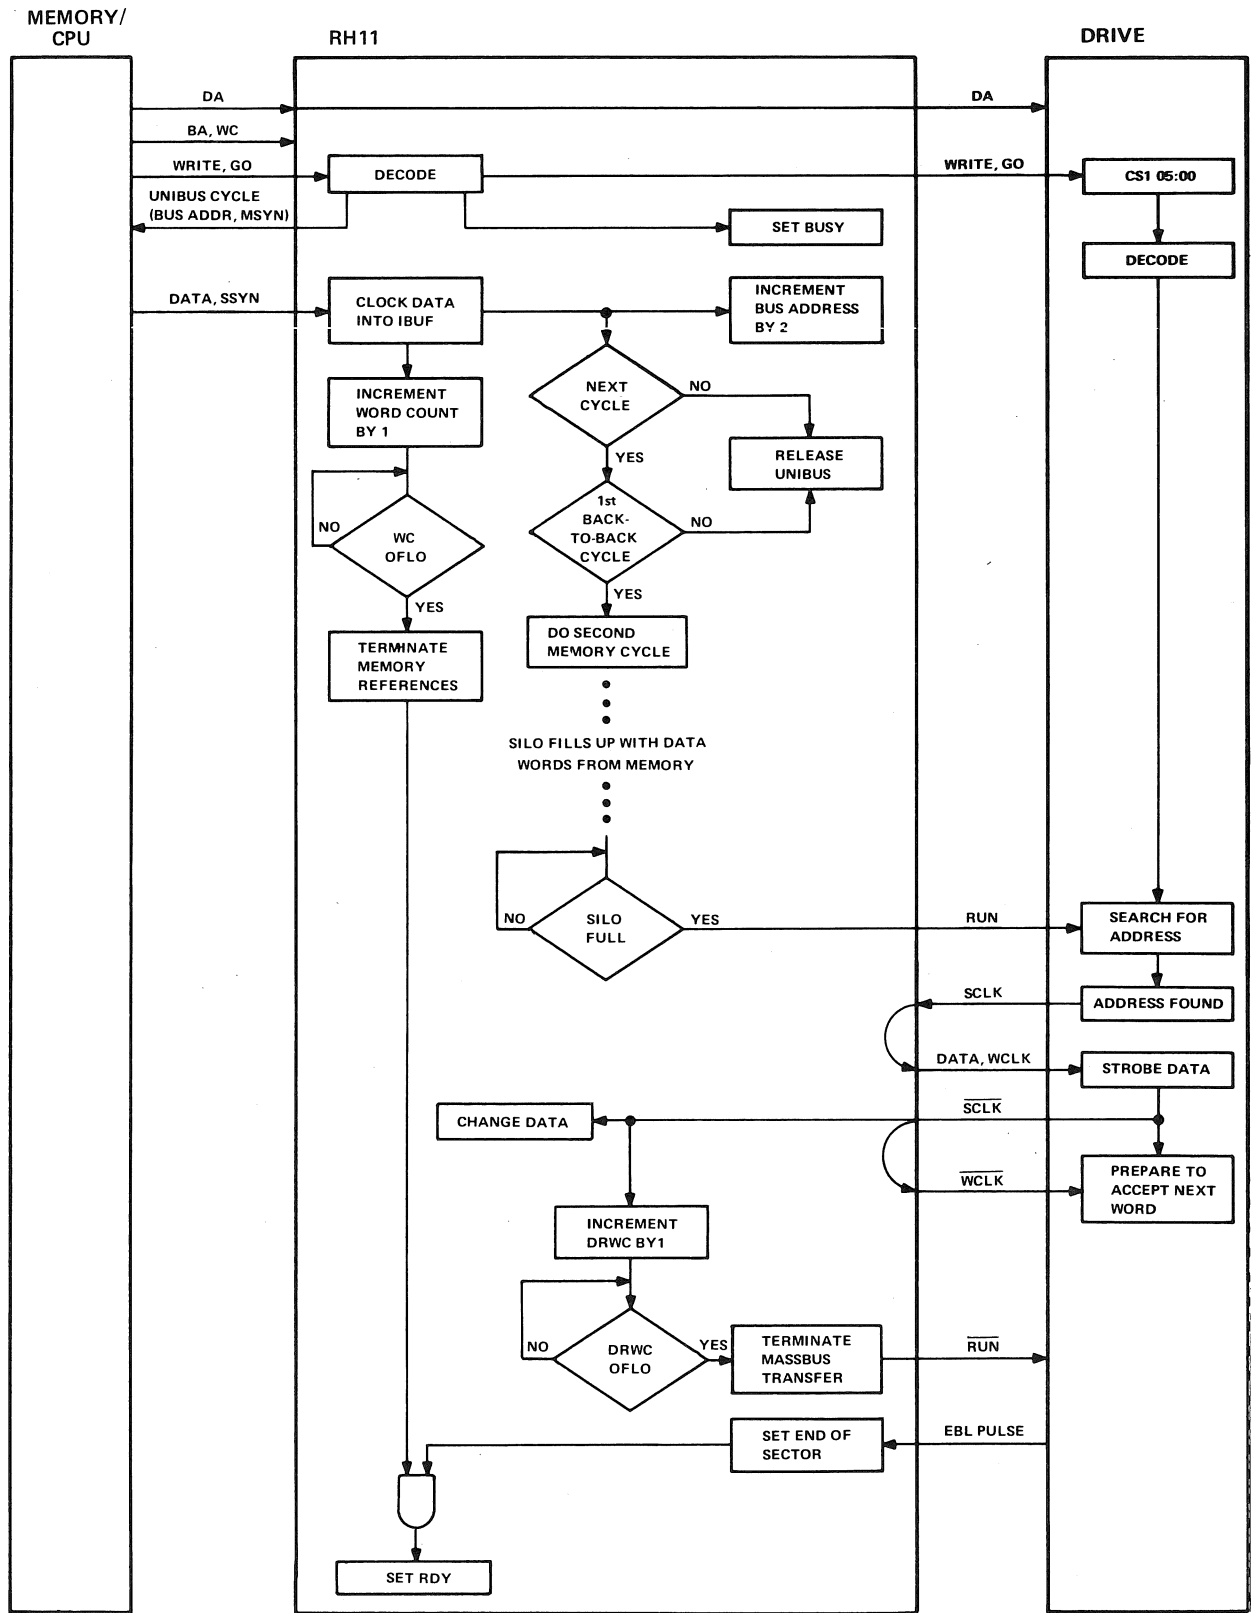 MEMORY/
CPU
RH11
DRIVE
DA
DA
BA, WC
WRITE, GO
DECODE
WRITE, GO
CS1 05:00
UNIBUS CYCLE
(BUS ADDR, MSYN)
SET BUSY
DECODE
DATA, SSYN
CLOCK DATA
INTO IBUF
INCREMENT
BUS ADDRESS
BY 2
NEXT
CYCLE
NO
INCREMENT
WORD COUNT
BY 1
YES
RELEASE
UNIBUS
1st
BACK-
TO-BACK
CYCLE
NO
NO
WC
OFLO
YES
YES
DO SECOND
MEMORY CYCLE
TERMINATE
MEMORY
REFERENCES
SILO FILLS UP WITH DATA
WORDS FROM MEMORY
NO
SILO
FULL
YES
RUN
SEARCH FOR
ADDRESS
SCLK
ADDRESS FOUND
DATA, WCLK
STROBE DATA
CHANGE DATA
S̅C̅L̅K̅
W̅C̅L̅K̅
PREPARE TO
ACCEPT NEXT
WORD
INCREMENT
DRWC BY1
NO
DRWC
OFLO
YES
TERMINATE
MASSBUS
TRANSFER
R̅U̅N̅
SET END OF
SECTOR
EBL PULSE
SET RDY